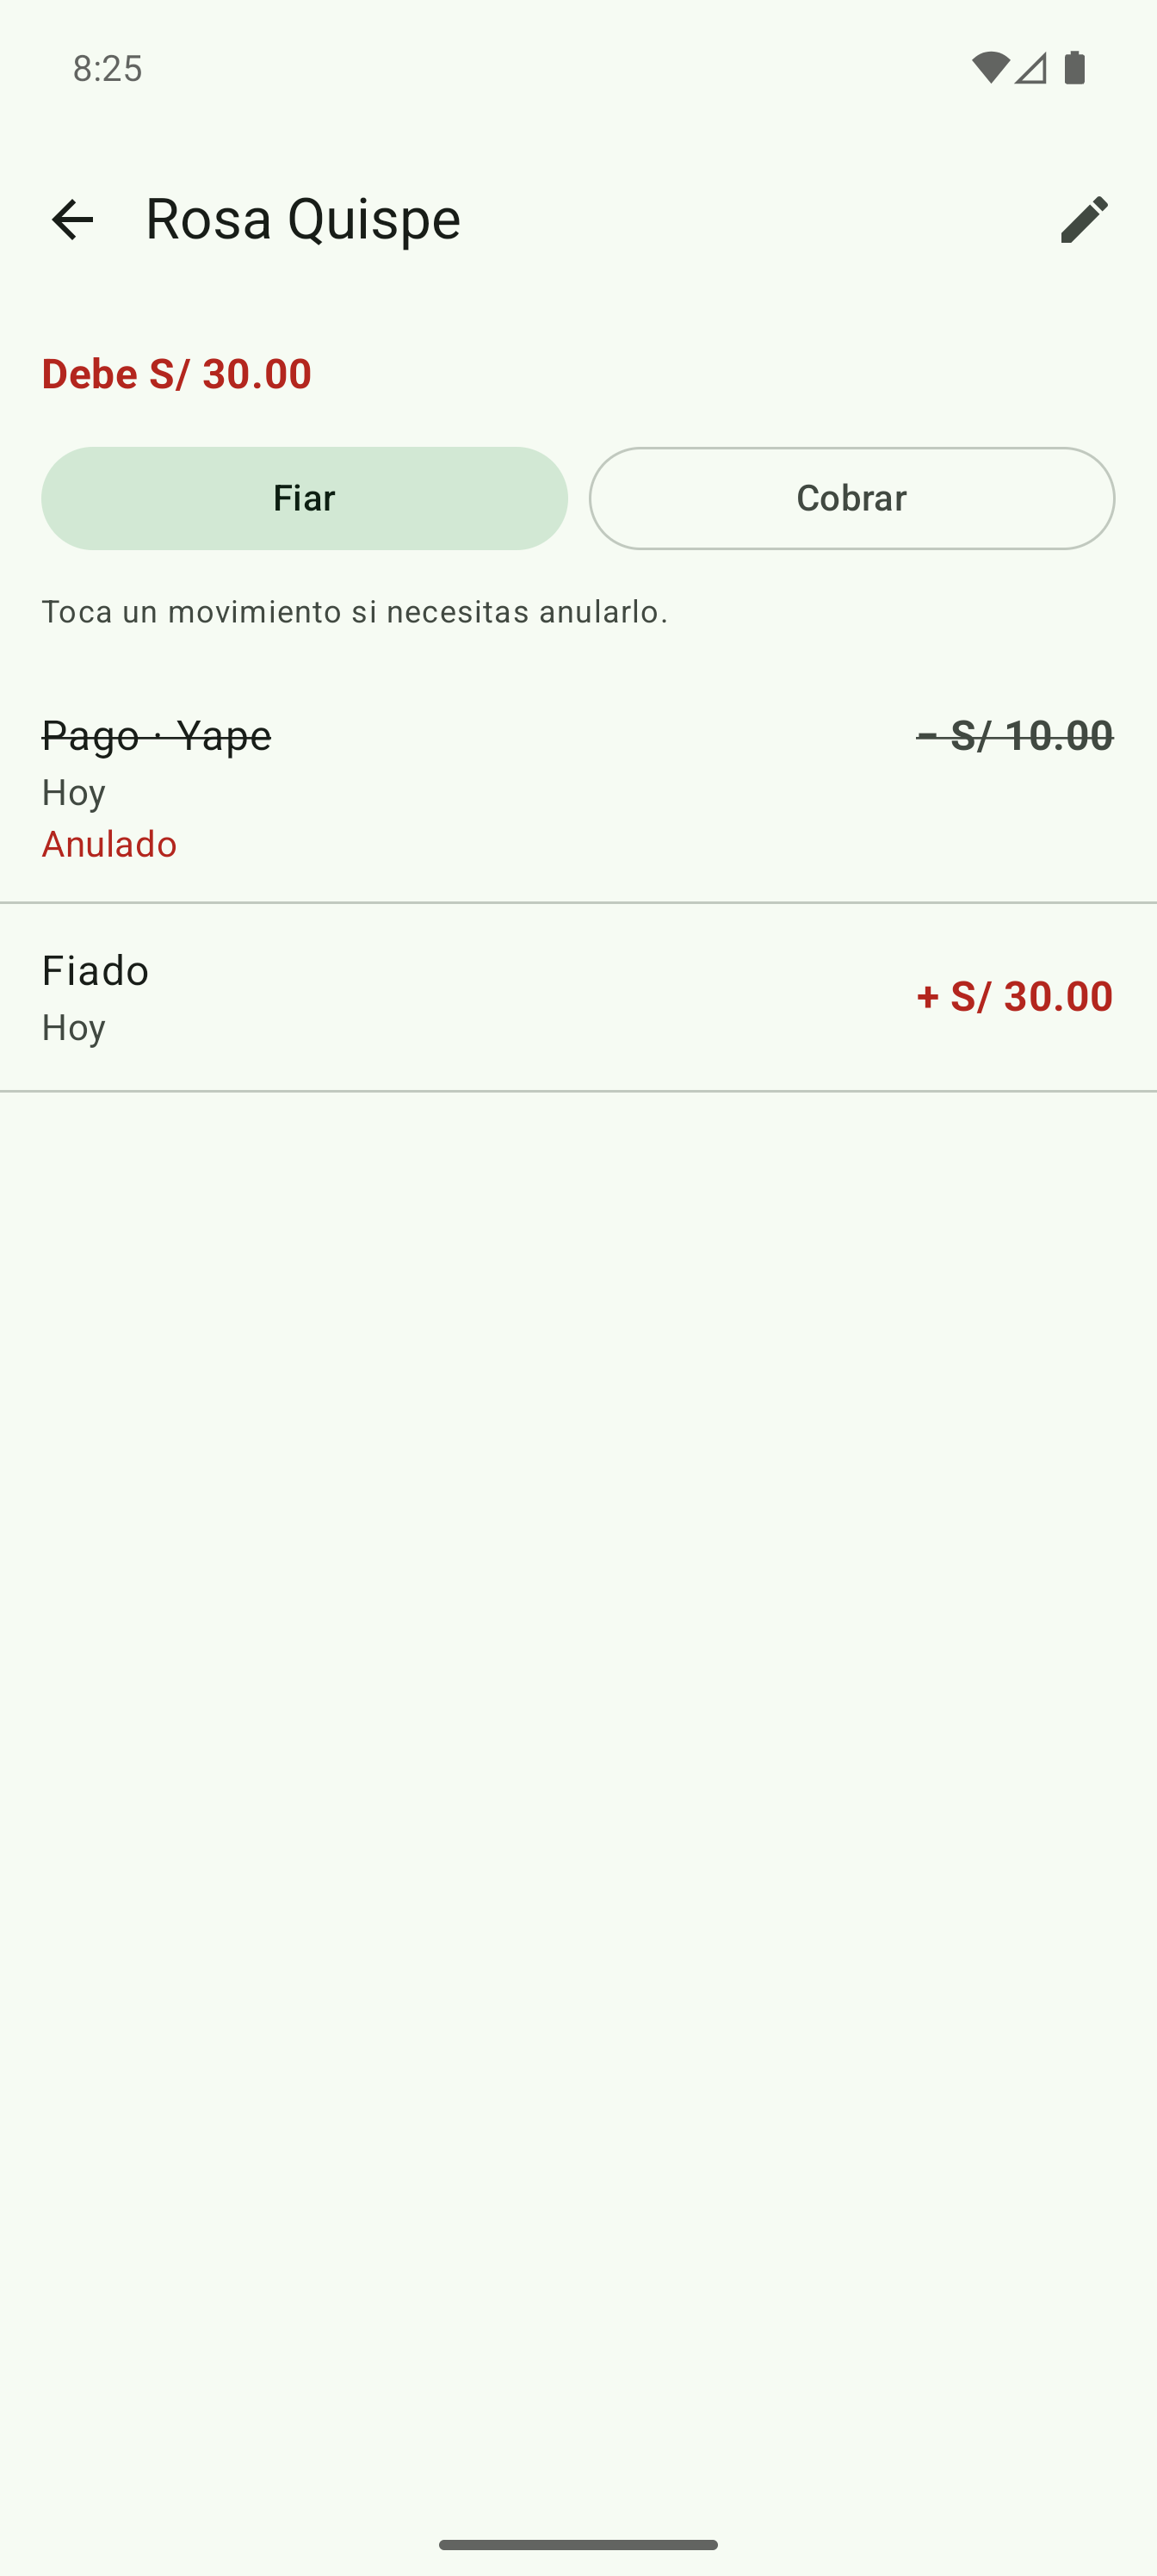 8:25
Rosa Quispe
Debe S/ 30.00
Fiar
Cobrar
Toca un movimiento si necesitas anularlo.
Pago · Yape
− S/ 10.00
Hoy
Anulado
Fiado
+ S/ 30.00
Hoy